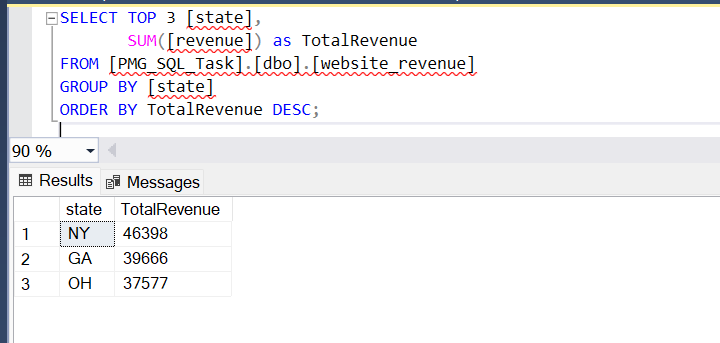 SELECT TOP 3 [state],
SUM([revenue]) as TotalRevenue
FROM [PMG_SQL_Task].[dbo].[website_revenue]
GROUP BY [state]
ORDER BY TotalRevenue DESC;
90 %
Results Messages
state TotalRevenue
1 NY 46398
2 GA 39666
3 OH 37577